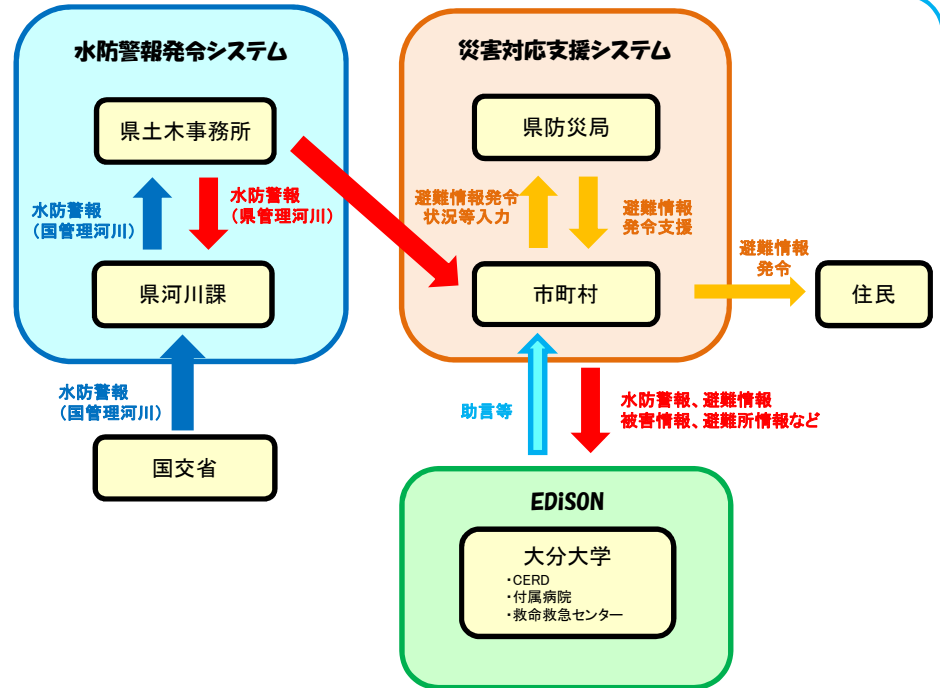 水防警報発令システム
災害対応支援システム
県土木事務所
県防災局
水防警報
（国管理河川）
水防警報
（県管理河川）
避難情報発令
状況等入力
避難情報
発令支援
避難情報
発令
県河川課
市町村
住民
水防警報
（国管理河川）
助言等
水防警報、避難情報
被害情報、避難所情報など
国交省
EDiSON
大分大学
・CERD
・付属病院
・救命救急センター